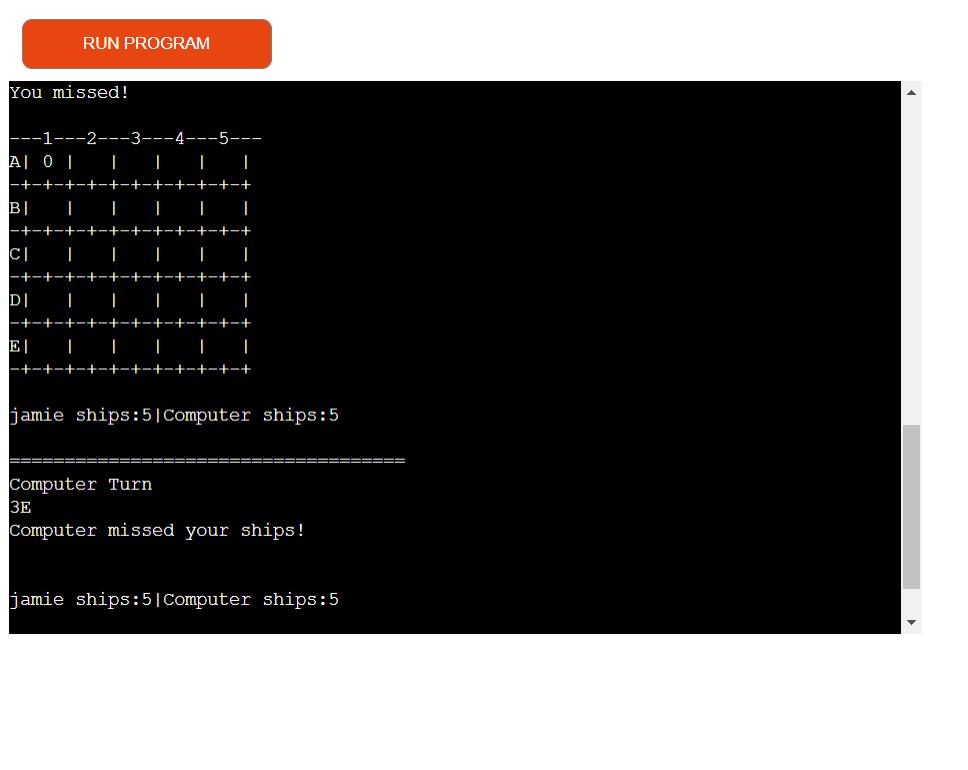 RUN PROGRAM
You missed!
---1---2---3---4---5---
A| 0 |   |   |   |   |
-+-+-+-+-+-+-+-+-+-+-+
B|   |   |   |   |   |
-+-+-+-+-+-+-+-+-+-+-+
C|   |   |   |   |   |
-+-+-+-+-+-+-+-+-+-+-+
D|   |   |   |   |   |
-+-+-+-+-+-+-+-+-+-+-+
E|   |   |   |   |   |
-+-+-+-+-+-+-+-+-+-+-+
jamie ships:5|Computer ships:5
====================================
Computer Turn
3E
Computer missed your ships!
jamie ships:5|Computer ships:5